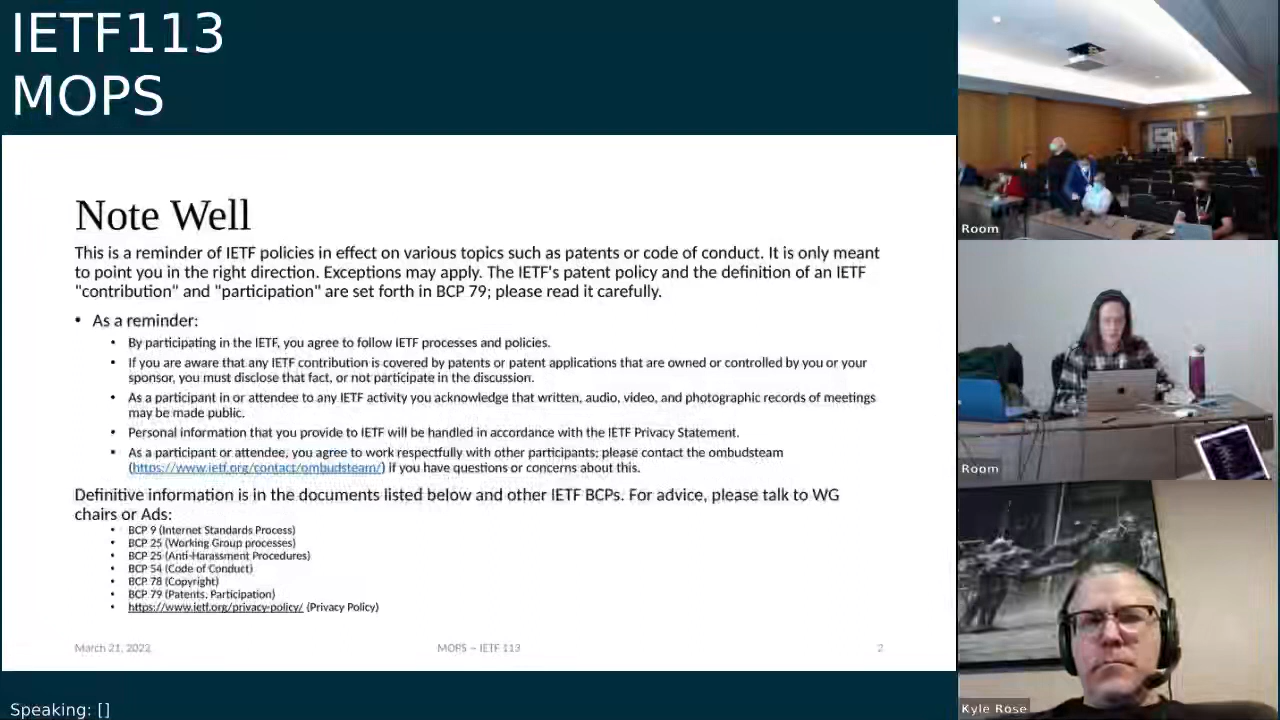 IETF113
MOPS
Note Well
This is a reminder of IETF policies in effect on various topics such as patents or code of conduct. It is only meant
to point you in the right direction. Exceptions may apply. The IETF's patent policy and the definition of an IETF
"contribution" and "participation" are set forth in BCP 79; please read it carefully.
• As a reminder:
• By participating in the IETF, you agree to follow IETF processes and policies.
• If you are aware that any IETF contribution is covered by patents or patent applications that are owned or controlled by you or your
sponsor, you must disclose that fact, or not participate in the discussion.
• As a participant in or attendee to any IETF activity you acknowledge that written, audio, video, and photographic records of meetings
may be made public.
• Personal information that you provide to IETF will be handled in accordance with the IETF Privacy Statement.
• As a participant or attendee, you agree to work respectfully with other participants; please contact the ombudsteam
(https://www.ietf.org/contact/ombudsteam/) if you have questions or concerns about this.
Definitive information is in the documents listed below and other IETF BCPs. For advice, please talk to WG
chairs or Ads:
• BCP 9 (Internet Standards Process)
• BCP 25 (Working Group processes)
• BCP 25 (Anti-Harassment Procedures)
• BCP 54 (Code of Conduct)
• BCP 78 (Copyright)
• BCP 79 (Patents, Participation)
• https://www.ietf.org/privacy-policy/ (Privacy Policy)
March 21, 2022
MOPS – IETF 113
2
Speaking: []
Room
Room
Kyle Rose